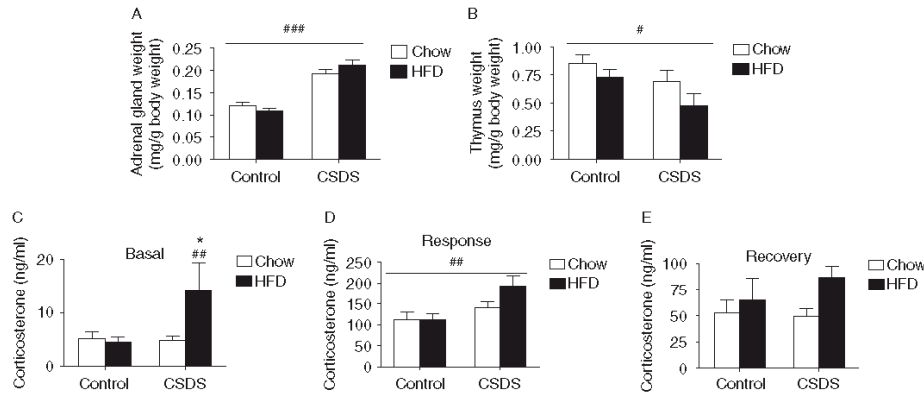 A
###
Adrenal gland weight
(mg/g body weight)
0.25
0.20
0.15
0.10
0.05
0.00
Control
CSDS
Chow
HFD
B
#
Thymus weight
(mg/g body weight)
1.00
0.75
0.50
0.25
0.00
Control
CSDS
Chow
HFD
C
Corticosterone (ng/ml)
Basal
*
##
20
10
0
Control
CSDS
Chow
HFD
D
Corticosterone (ng/ml)
Response
##
250
200
150
100
50
0
Control
CSDS
Chow
HFD
E
Corticosterone (ng/ml)
Recovery
100
75
50
25
0
Control
CSDS
Chow
HFD